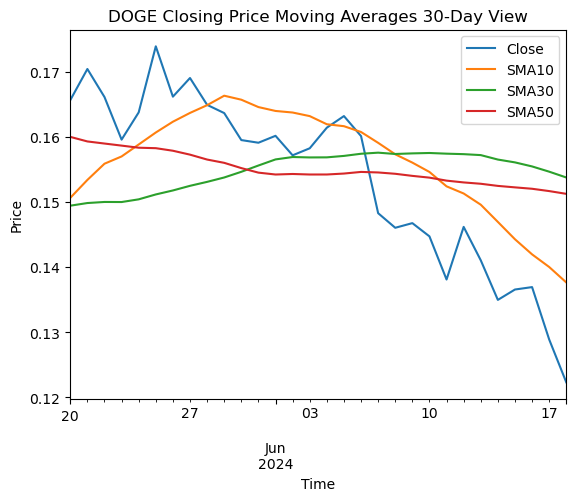 DOGE Closing Price Moving Averages 30-Day View
Close
SMA10
SMA30
SMA50
Price
0.17
0.16
0.15
0.14
0.13
0.12
20 27 03 10 17
Jun
2024
Time